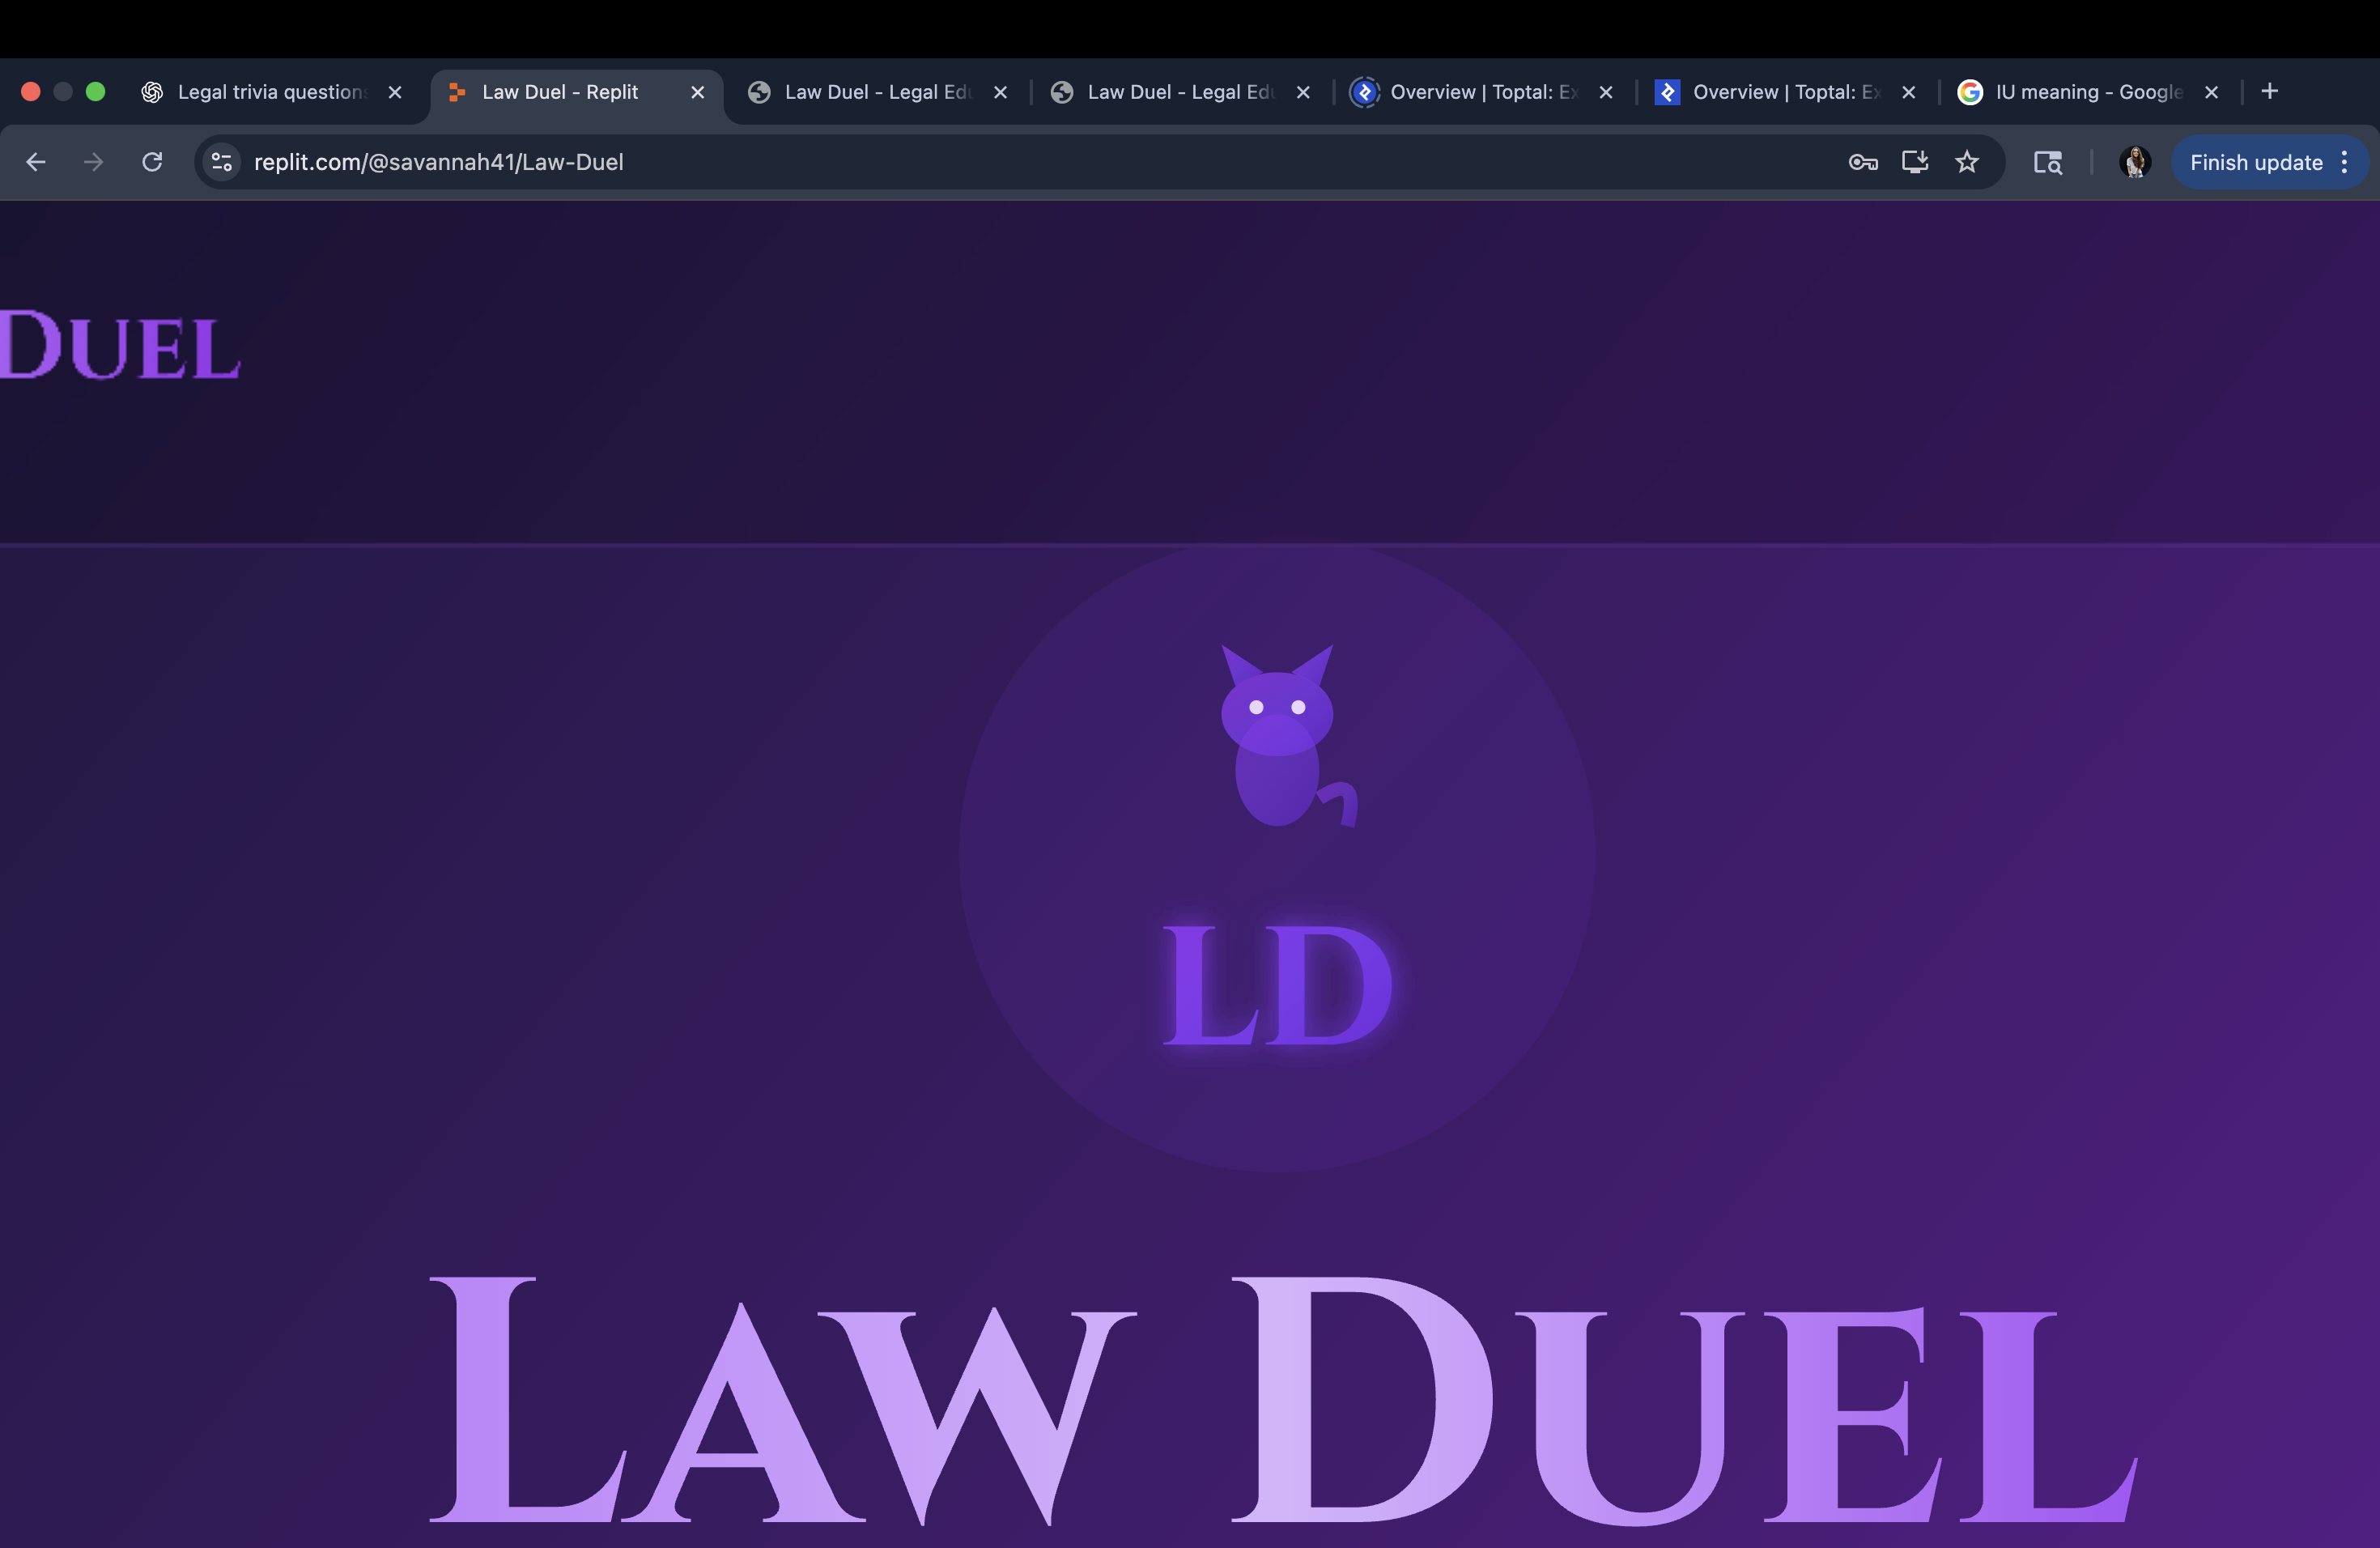 Legal trivia question
Law Duel - Replit
Law Duel - Legal Edu
Law Duel - Legal Edu
Overview | Toptal: Ex
Overview | Toptal: Ex
IU meaning - Google
replit.com/@savannah41/Law-Duel
Finish update
DUEL
LD
LAW DUEL